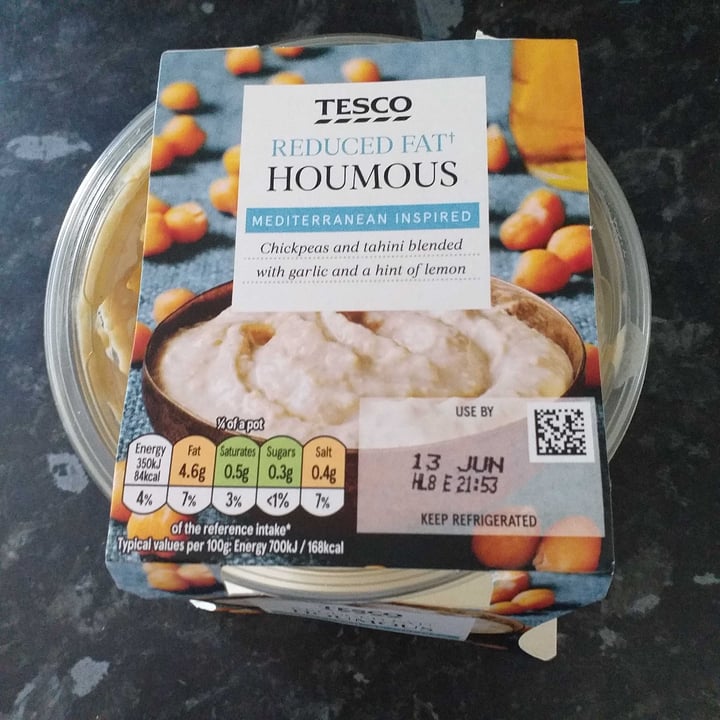 TESCO
REDUCED FAT†
HOUMOUS
MEDITERRANEAN INSPIRED
Chickpeas and tahini blended
with garlic and a hint of lemon
of a pot
Energy
350kJ
84kcal
4%
Fat
4.6g
7%
Saturates
0.5g
3%
Sugars
0.3g
<1%
Salt
0.4g
7%
of the reference intake*
Typical values per 100g: Energy 700kJ / 168kcal
USE BY
13 JUN
HL8 E 21:53
KEEP REFRIGERATED
TESCO
HOUMOUS